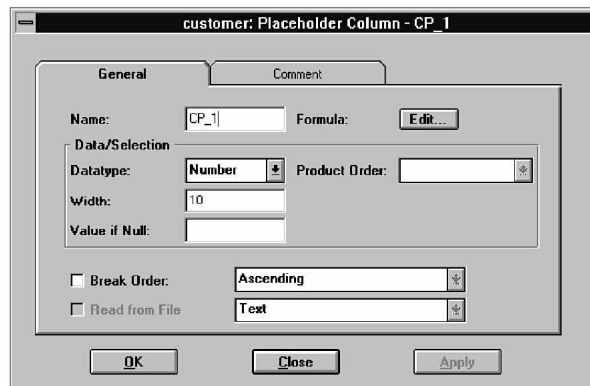 customer: Placeholder Column - CP_1
General Comment
Name: CP_1 Formula: Edit...
Data/Selection
Datatype: Number Product Order:
Width: 10
Value if Null:
Break Order: Ascending
Read from File Text
OK Close Apply